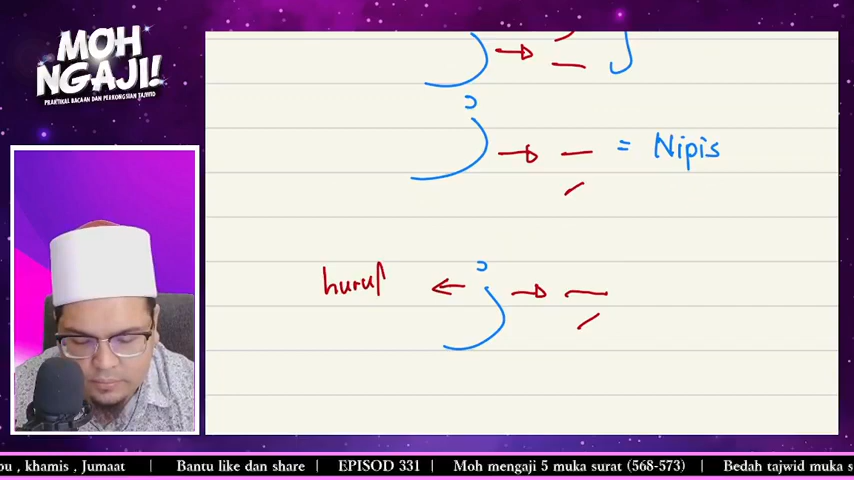 MOH
NGAJI!
PRAKTIKAL BACAAN DAN PERKONGSIAN TAJWID
ر
رْ = Nipis
huruf رْ
khamis , Jumaat | Bantu like dan share | EPISOD 331 | Moh mengaji 5 muka surat (568-573) | Bedah tajwid muka